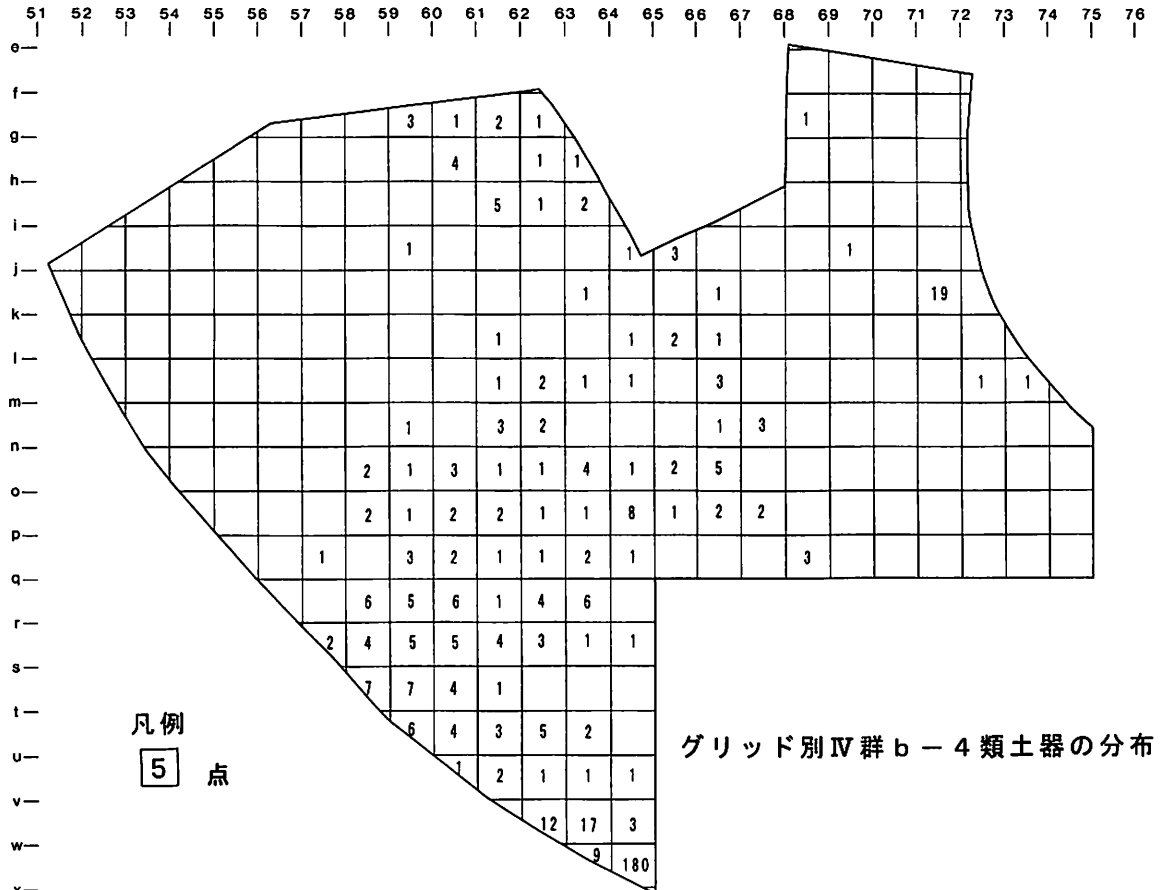 51 52 53 54 55 56 57 58 59 60 61 62 63 64 65 66 67 68 69 70 71 72 73 74 75 76
e
f
3 1 2 1 1
g
4 1 1
h
5 1 2
i
1 1 3 1
j
1 1 19
k
1 1 2 1
l
1 2 1 1 3 1 1
m
1 3 2 1 3
n
2 1 3 1 1 4 1 2 5
o
2 1 2 2 1 1 8 1 2 2
p
1 3 2 1 1 2 1 3
q
6 5 6 1 4 6
r
2 4 5 5 4 3 1 1
s
7 7 4 1
t
6 4 3 5 2
u
1 2 1 1 1
v
12 17 3
w
9 180
x
凡例
5 点
グリッド別Ⅳ群b－4類土器の分布